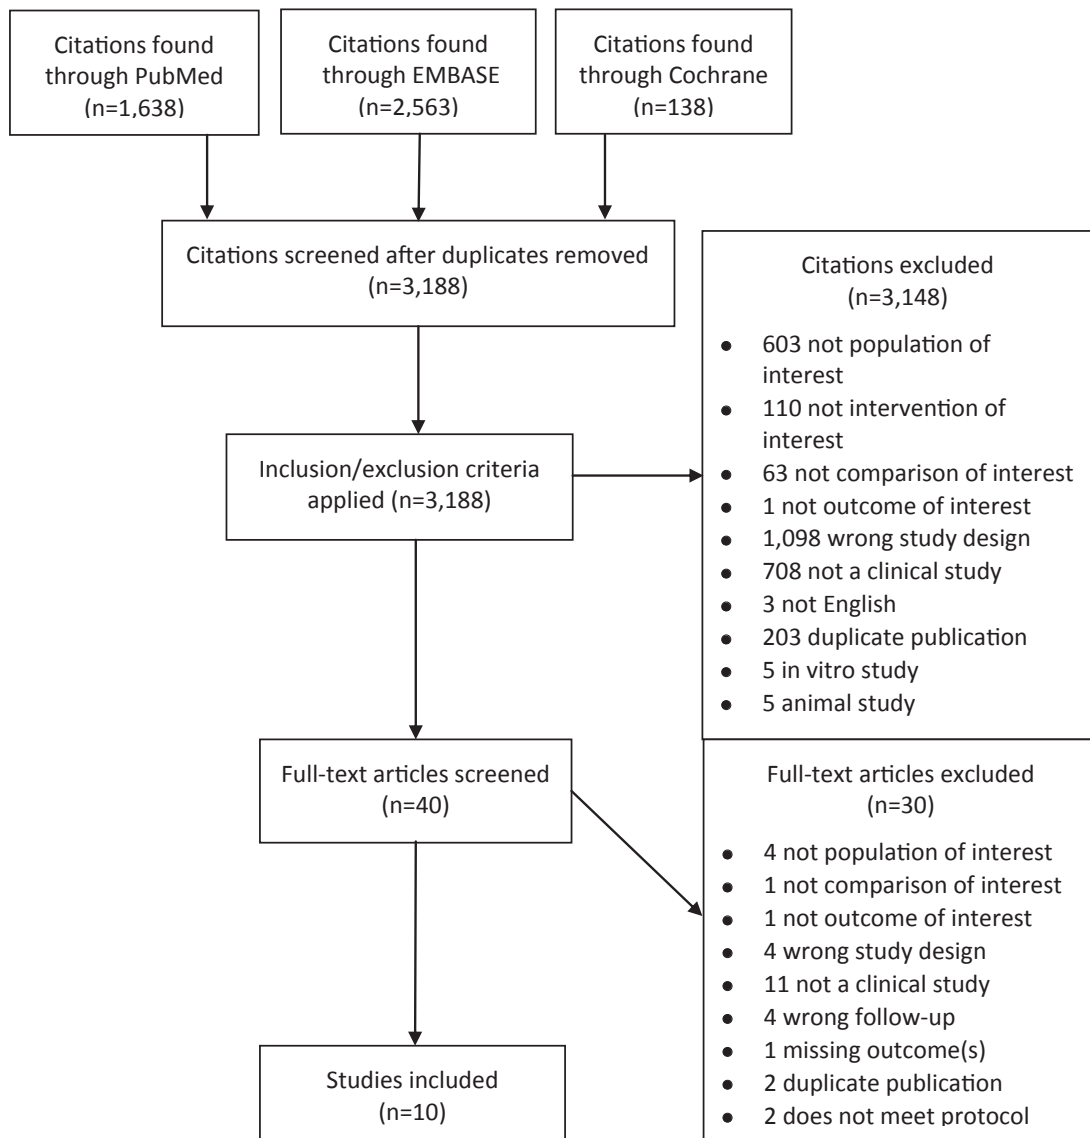 Citations found
through PubMed
(n=1,638)
Citations found
through EMBASE
(n=2,563)
Citations found
through Cochrane
(n=138)
Citations screened after duplicates removed
(n=3,188)
Citations excluded
(n=3,148)
• 603 not population of
interest
• 110 not intervention of
interest
• 63 not comparison of interest
• 1 not outcome of interest
• 1,098 wrong study design
• 708 not a clinical study
• 3 not English
• 203 duplicate publication
• 5 in vitro study
• 5 animal study
Inclusion/exclusion criteria
applied (n=3,188)
Full-text articles screened
(n=40)
Full-text articles excluded
(n=30)
• 4 not population of interest
• 1 not comparison of interest
• 1 not outcome of interest
• 4 wrong study design
• 11 not a clinical study
• 4 wrong follow-up
• 1 missing outcome(s)
• 2 duplicate publication
• 2 does not meet protocol
Studies included
(n=10)